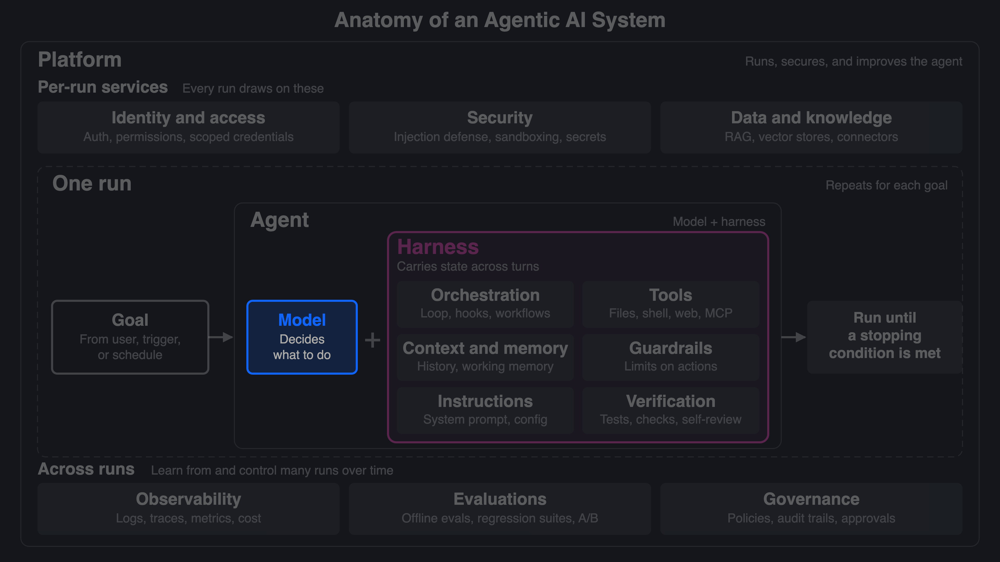 Anatomy of an Agentic AI System
Platform
Runs, secures, and improves the agent
Per-run services
Every run draws on these
Identity and access
Auth, permissions, scoped credentials
Security
Injection defense, sandboxing, secrets
Data and knowledge
RAG, vector stores, connectors
One run
Repeats for each goal
Agent
Model + harness
Goal
From user, trigger,
or schedule
Model
Decides
what to do
+
Harness
Carries state across turns
Orchestration
Loop, hooks, workflows
Tools
Files, shell, web, MCP
Context and memory
History, working memory
Guardrails
Limits on actions
Instructions
System prompt, config
Verification
Tests, checks, self-review
Run until
a stopping
condition is met
Across runs
Learn from and control many runs over time
Observability
Logs, traces, metrics, cost
Evaluations
Offline evals, regression suites, A/B
Governance
Policies, audit trails, approvals